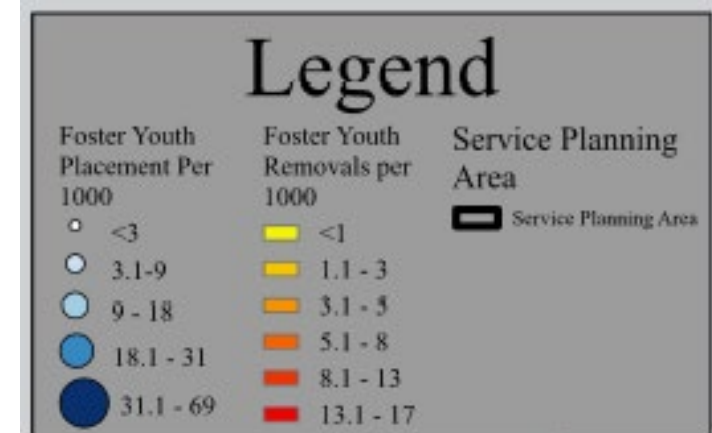 Legend
Foster Youth
Placement Per
1000
<3
3.1-9
9 - 18
18.1 - 31
31.1 - 69
Foster Youth
Removals per
1000
<1
1.1 - 3
3.1 - 5
5.1 - 8
8.1 - 13
13.1 - 17
Service Planning
Area
Service Planning Area